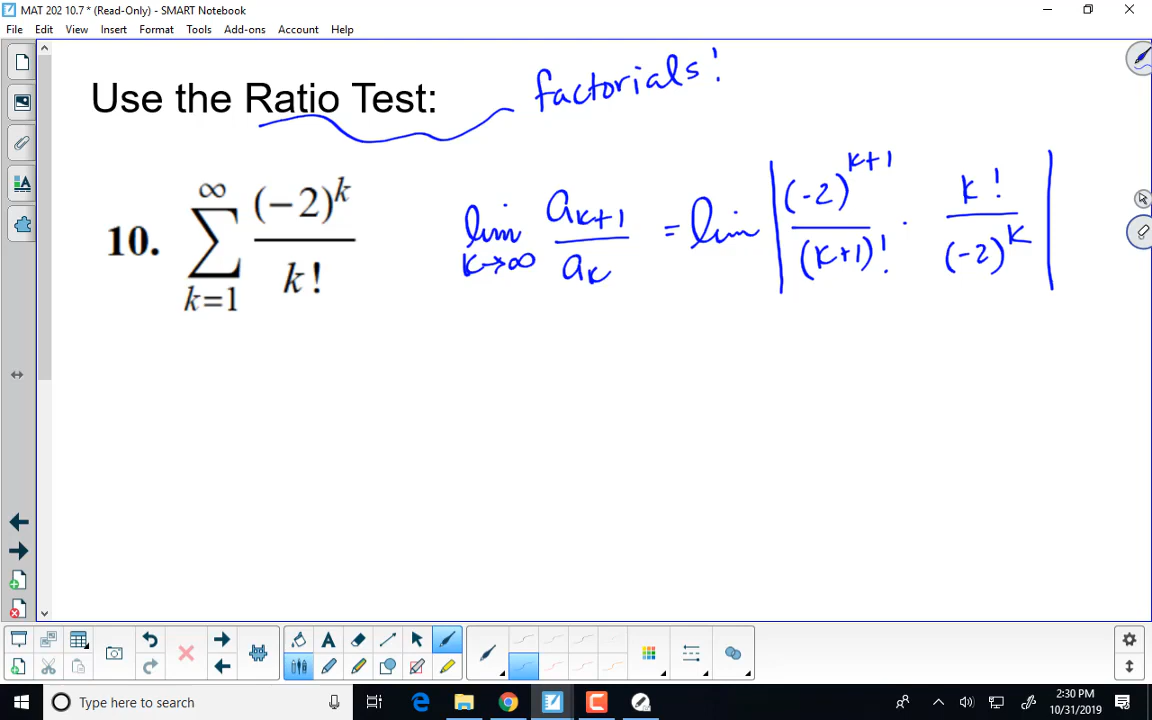 MAT 202 10.7 * (Read-Only) - SMART Notebook
File Edit View Insert Format Tools Add-ons Account Help
Use the Ratio Test: factorials!
10. ∑_{k=1}^{∞} (−2)^k / k!
lim_{k→∞} a_{k+1} / a_k = lim | (-2)^{k+1} / (k+1)! · k! / (-2)^k |
Type here to search
2:30 PM
10/31/2019